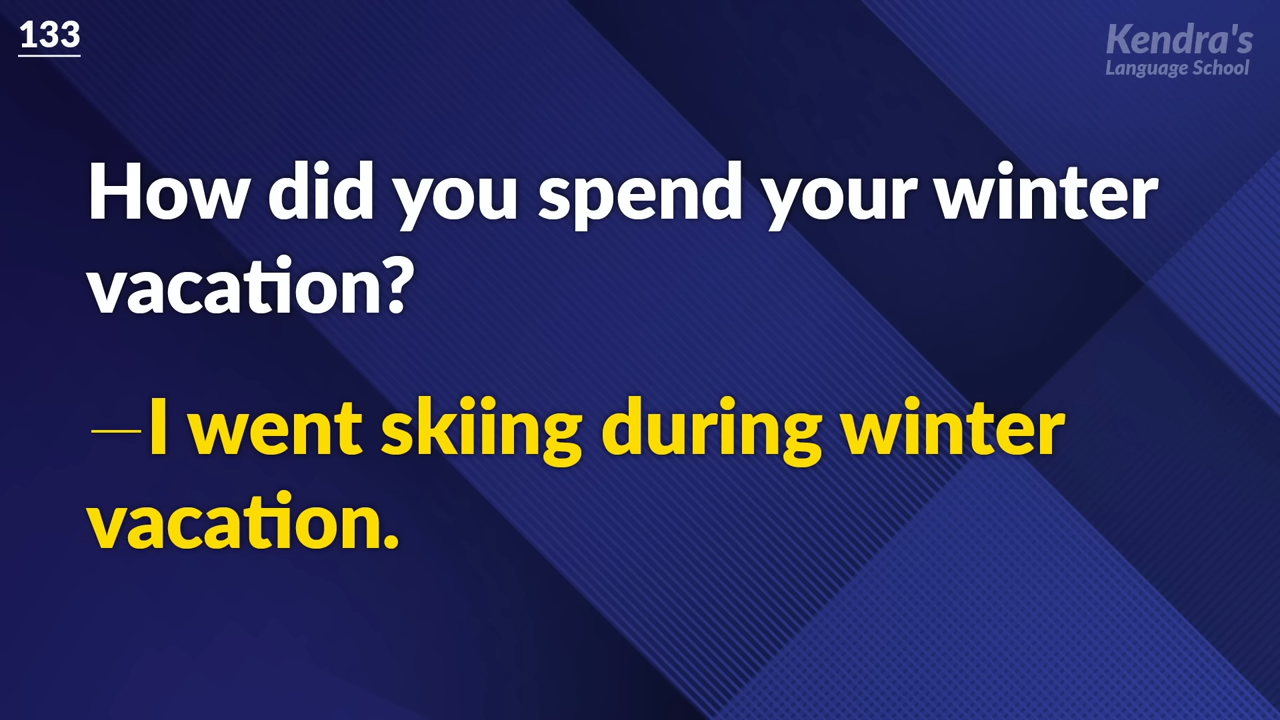 133
Kendra's
Language School
How did you spend your winter
vacation?
—I went skiing during winter
vacation.